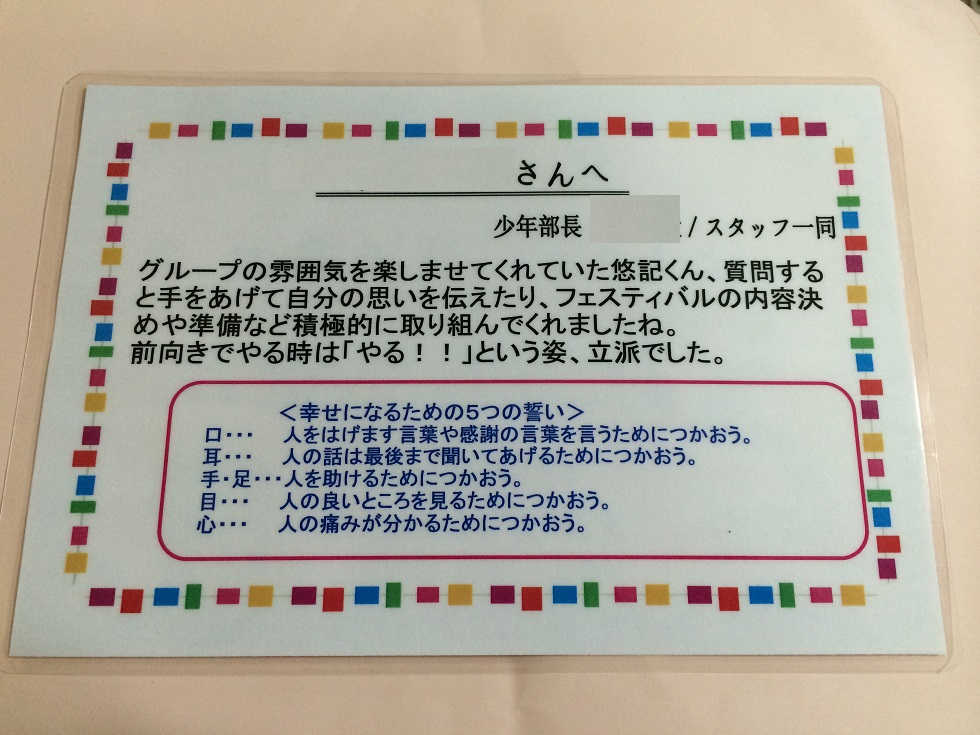 さんへ
少年部長 / スタッフ一同
グループの雰囲気を楽しませてくれていた悠記くん、質問する
と手をあげて自分の思いを伝えたり、フェスティバルの内容決
めや準備など積極的に取り組んでくれましたね。
前向きでやる時は「やる！！」という姿、立派でした。
＜幸せになるための５つの誓い＞
口・・・ 人をはげます言葉や感謝の言葉を言うためにつかおう。
耳・・・ 人の話は最後まで聞いてあげるためにつかおう。
手・足・・・人を助けるためにつかおう。
目・・・ 人の良いところを見るためにつかおう。
心・・・ 人の痛みが分かるためにつかおう。